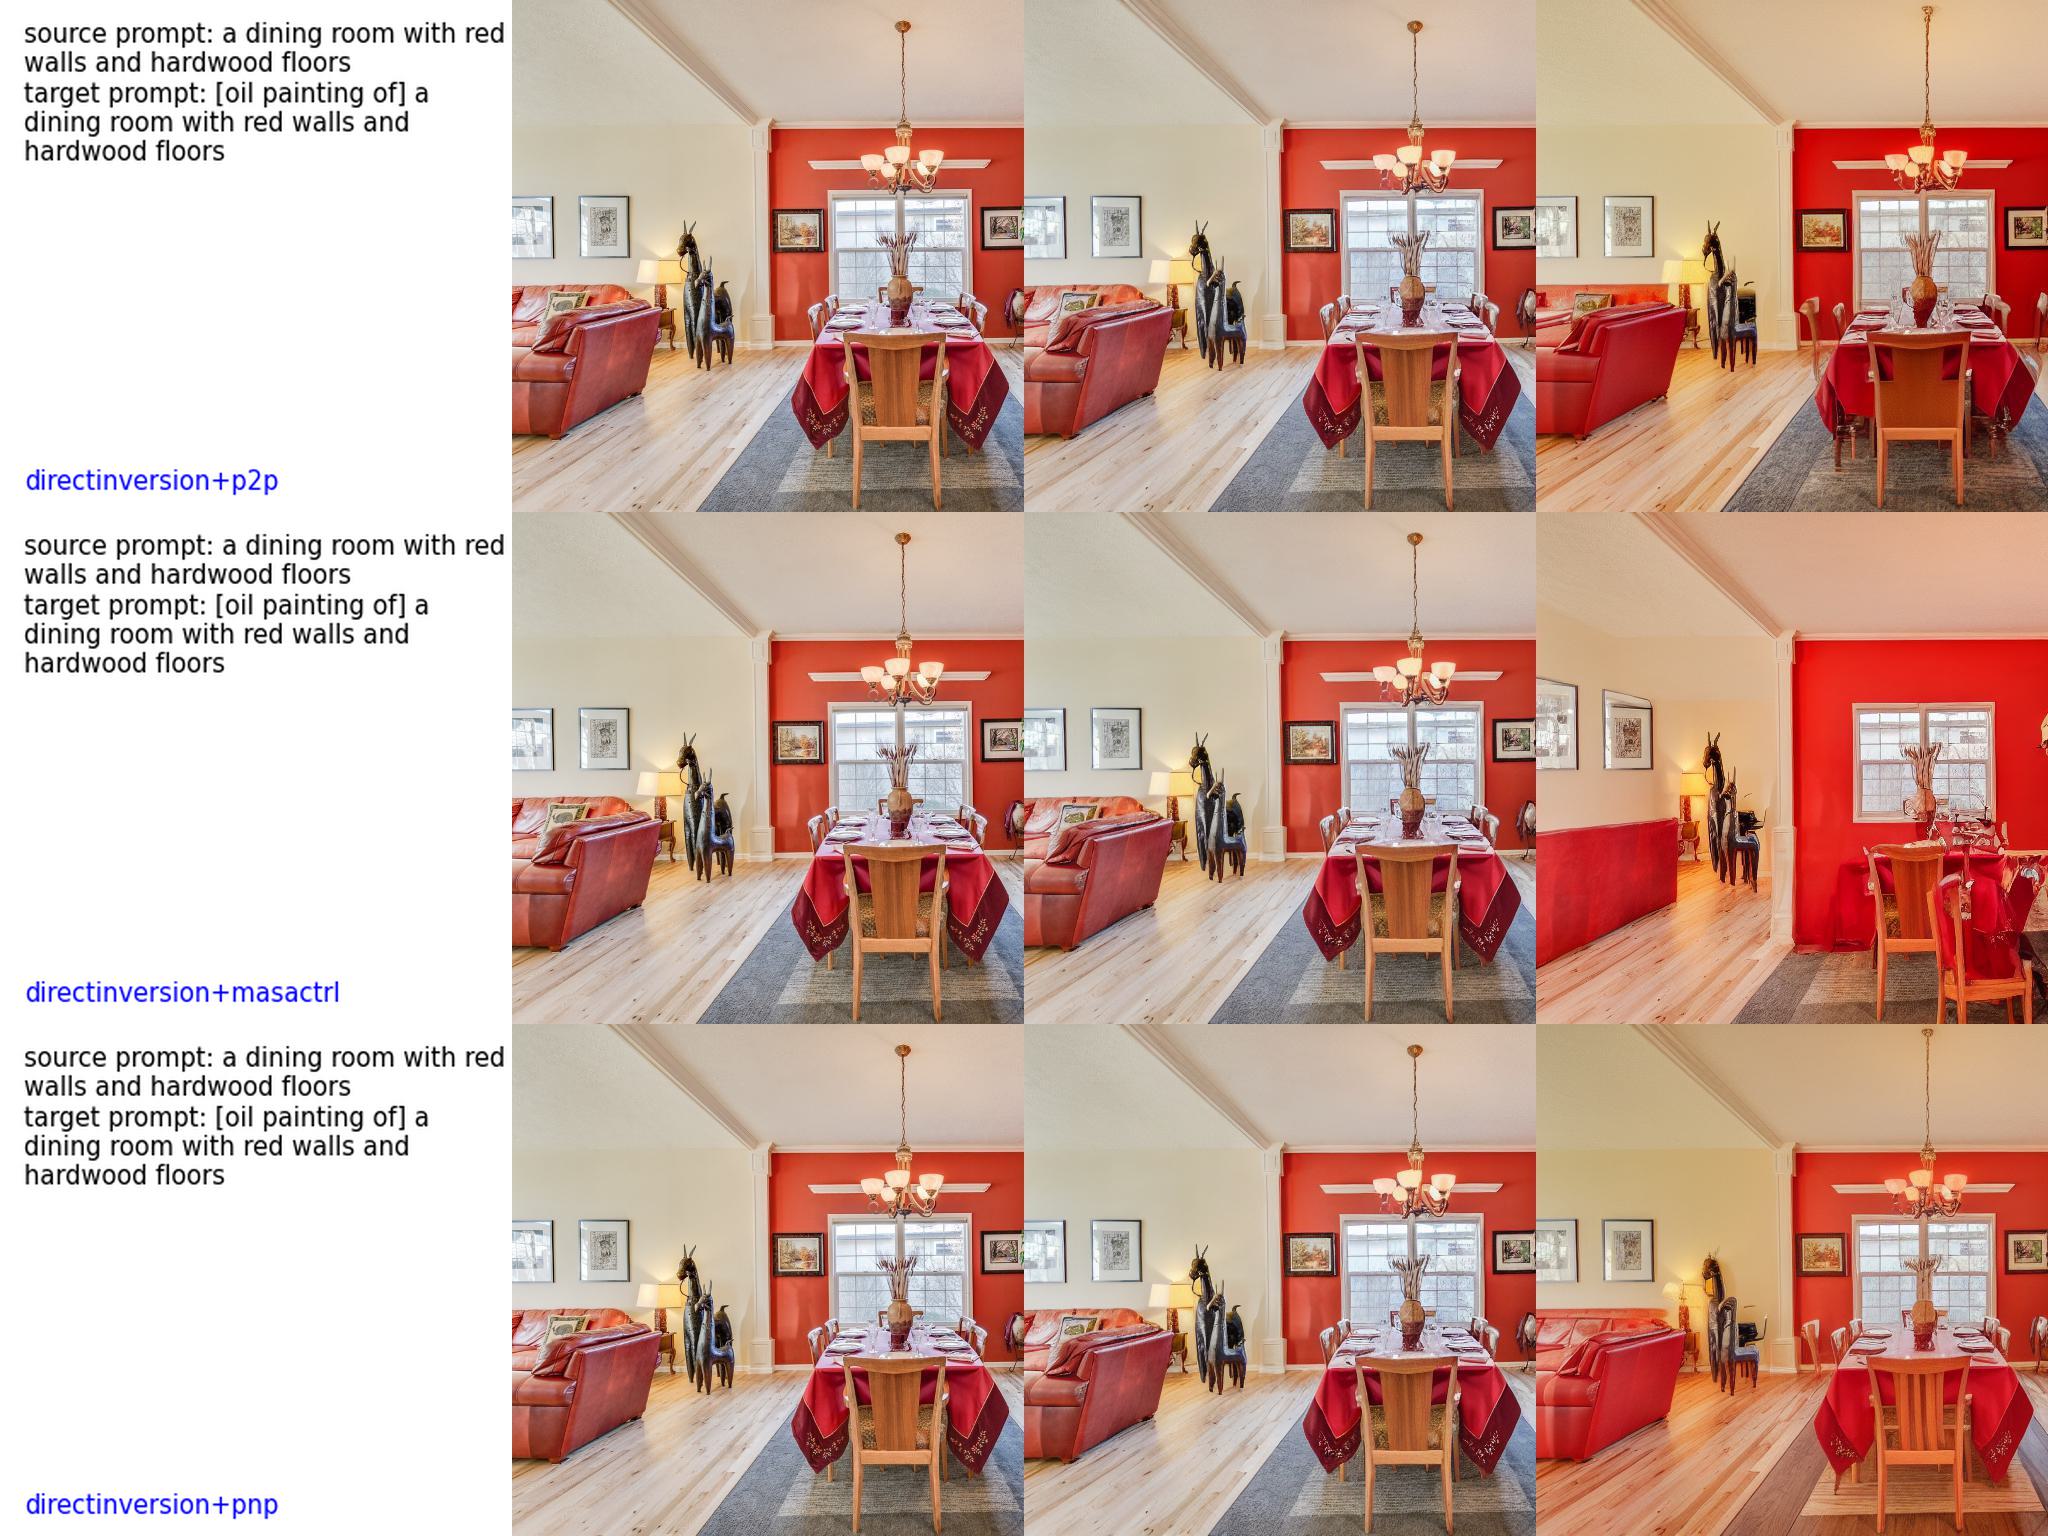 source prompt: a dining room with red
walls and hardwood floors
target prompt: [oil painting of] a
dining room with red walls and
hardwood floors
directinversion+p2p
source prompt: a dining room with red
walls and hardwood floors
target prompt: [oil painting of] a
dining room with red walls and
hardwood floors
directinversion+masactrl
source prompt: a dining room with red
walls and hardwood floors
target prompt: [oil painting of] a
dining room with red walls and
hardwood floors
directinversion+pnp